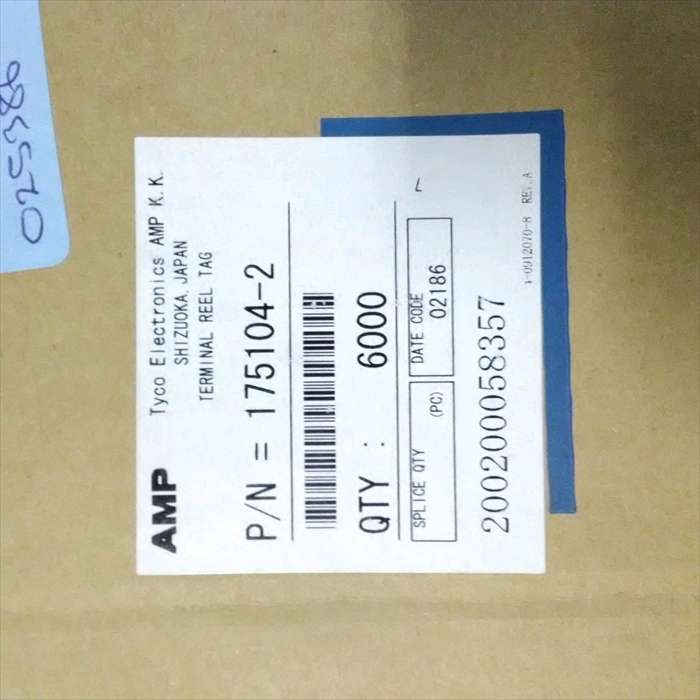 025386
AMP
Tyco Electronics AMP K.K.
SHIZUOKA, JAPAN
TERMINAL REEL TAG
P/N = 175104-2
QTY : 6000
SPLICE QTY
(PC)
DATE CODE
02186
20020005835７
1-0912070-8 REV.A